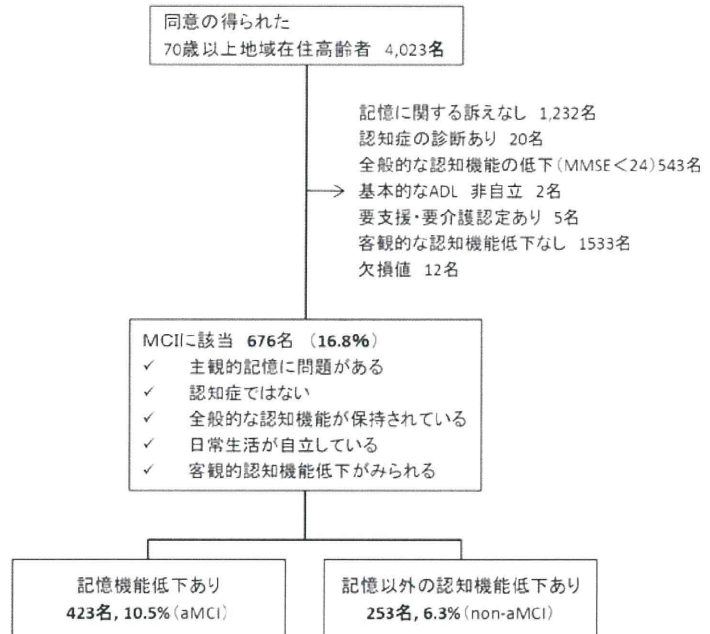 同意の得られた
70歳以上地域在住高齢者 4,023名
記憶に関する訴えなし 1,232名
認知症の診断あり 20名
全般的な認知機能の低下(MMSE<24)543名
基本的なADL 非自立 2名
要支援・要介護認定あり 5名
客観的な認知機能低下なし 1533名
欠損値 12名
MCIに該当 676名 (16.8%)
✓ 主観的記憶に問題がある
✓ 認知症ではない
✓ 全般的な認知機能が保持されている
✓ 日常生活が自立している
✓ 客観的認知機能低下がみられる
記憶機能低下あり
423名, 10.5%(aMCI)
記憶以外の認知機能低下あり
253名, 6.3%(non-aMCI)